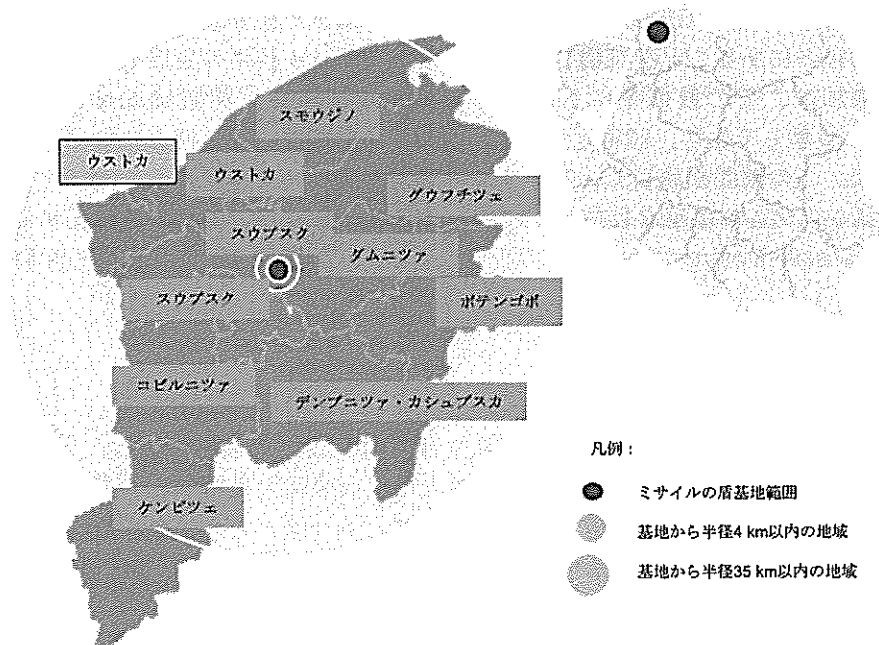 スモウジノ
ウストカ
ウストカ
グウフチツェ
スウプスク
ダムニツァ
スウプスク
ポテンゴボ
コビルニツァ
デンブニツァ・カシュブスカ
ケンピツェ
凡例：
ミサイルの盾基地範囲
基地から半径4 km以内の地域
基地から半径35 km以内の地域